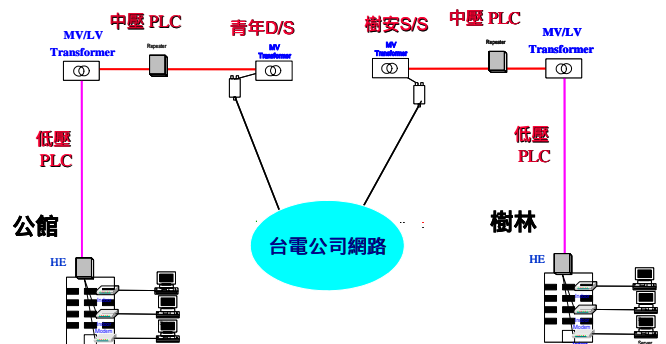 中壓 PLC
青年D/S
樹安S/S
中壓 PLC
MV/LV
Transformer
Repeater
MV
Transformer
MV
Transformer
Repeater
MV/LV
Transformer
低壓
PLC
低壓
PLC
公館
台電公司網路
樹林
HE
HE
Modem
Server